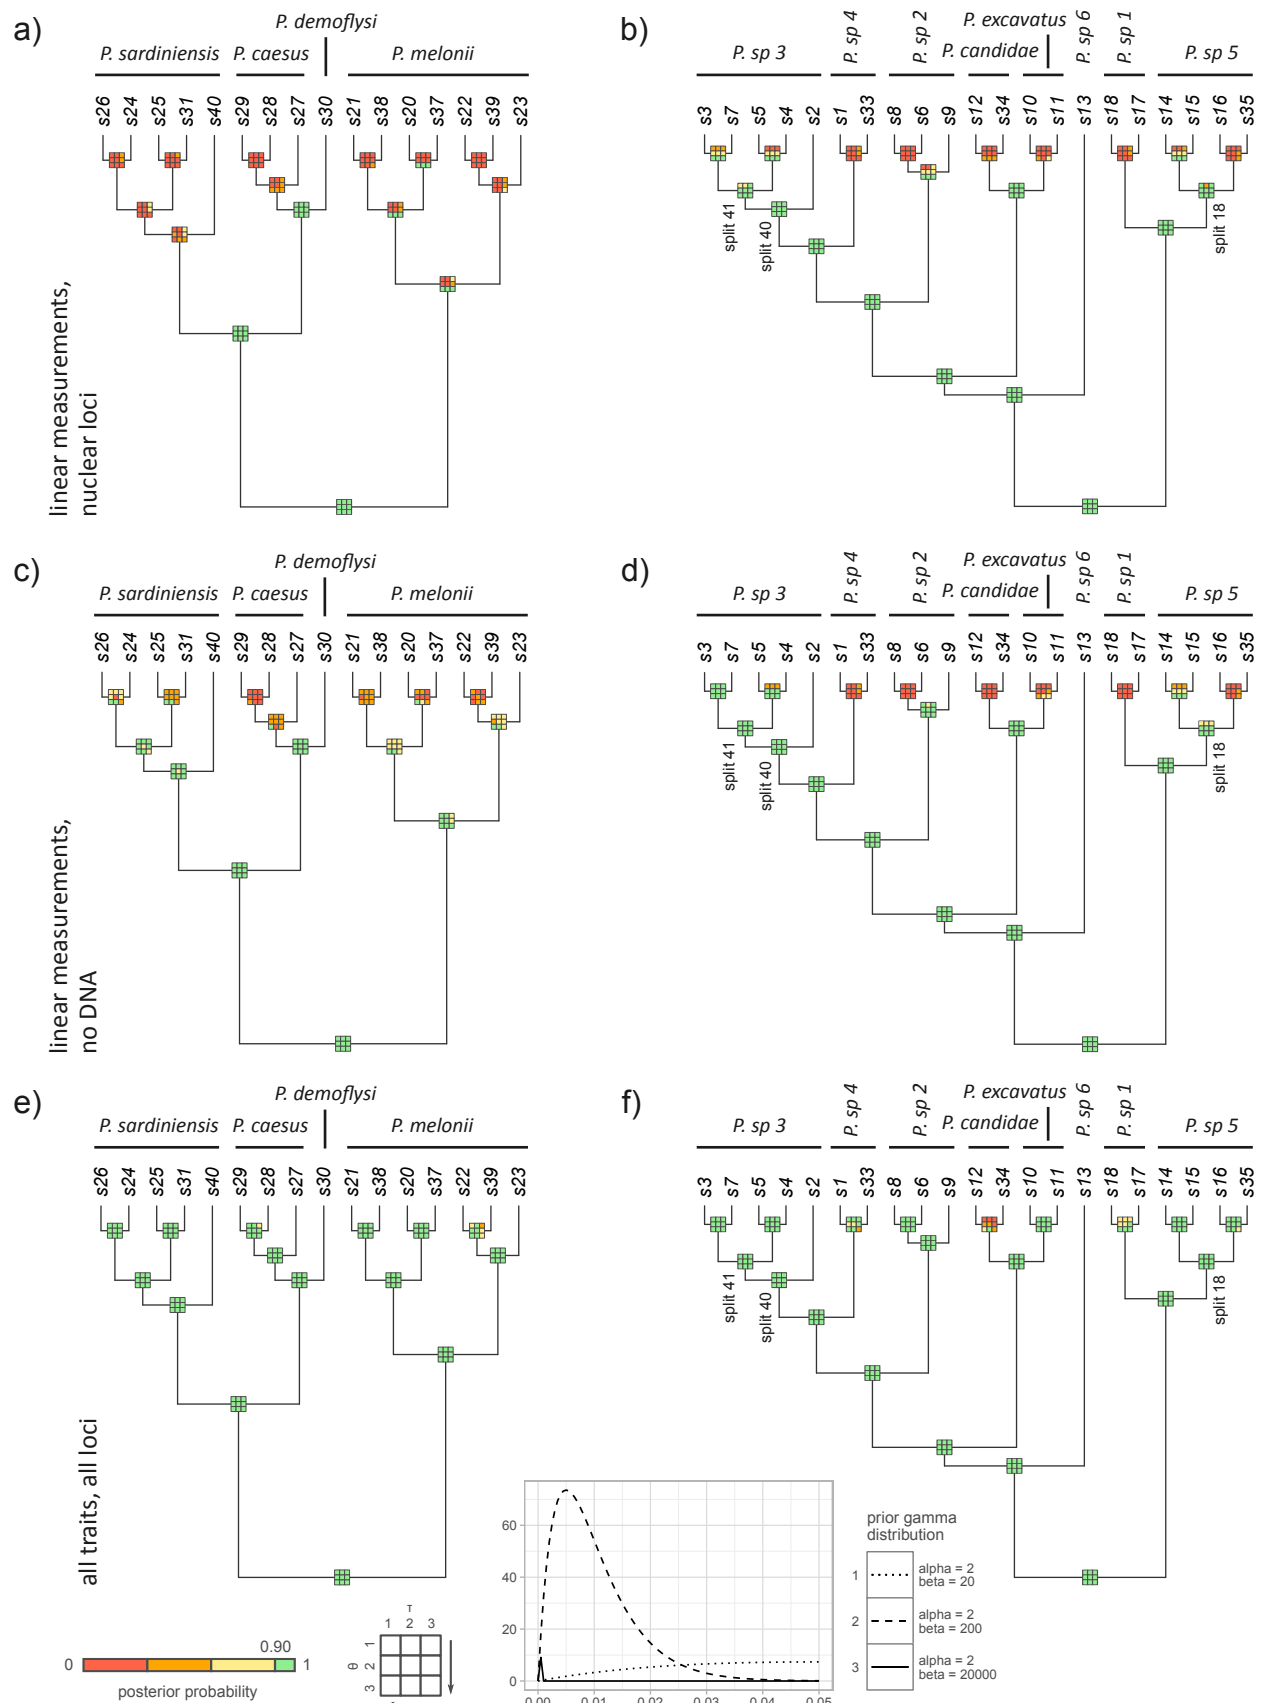 a)
P. demoflysi
P. sardiniensis P. caesus P. melonii
s26 s24 s25 s31 s40 s29 s28 s27 s30 s21 s38 s20 s37 s22 s39 s23
linear measurements,
nuclear loci
b)
P. excavatus
P. sp 3 P. sp 4 P. sp 2 P. candidae P. sp 6 P. sp 1 P. sp 5
s3 s7 s5 s4 s2 s1 s33 s8 s6 s9 s12 s34 s10 s11 s13 s18 s17 s14 s15 s16 s35
split 41
split 40
split 18
c)
P. demoflysi
P. sardiniensis P. caesus P. melonii
s26 s24 s25 s31 s40 s29 s28 s27 s30 s21 s38 s20 s37 s22 s39 s23
linear measurements,
no DNA
d)
P. excavatus
P. sp 3 P. sp 4 P. sp 2 P. candidae P. sp 6 P. sp 1 P. sp 5
s3 s7 s5 s4 s2 s1 s33 s8 s6 s9 s12 s34 s10 s11 s13 s18 s17 s14 s15 s16 s35
split 41
split 40
split 18
e)
P. demoflysi
P. sardiniensis P. caesus P. melonii
s26 s24 s25 s31 s40 s29 s28 s27 s30 s21 s38 s20 s37 s22 s39 s23
all traits, all loci
f)
P. excavatus
P. sp 3 P. sp 4 P. sp 2 P. candidae P. sp 6 P. sp 1 P. sp 5
s3 s7 s5 s4 s2 s1 s33 s8 s6 s9 s12 s34 s10 s11 s13 s18 s17 s14 s15 s16 s35
split 41
split 40
split 18
0.90
0 1
posterior probability
τ
1 2 3
θ
1
2
3
60
40
20
0
0.00 0.01 0.02 0.03 0.04 0.05
prior gamma
distribution
1 alpha = 2
beta = 20
2 alpha = 2
beta = 200
3 alpha = 2
beta = 20000